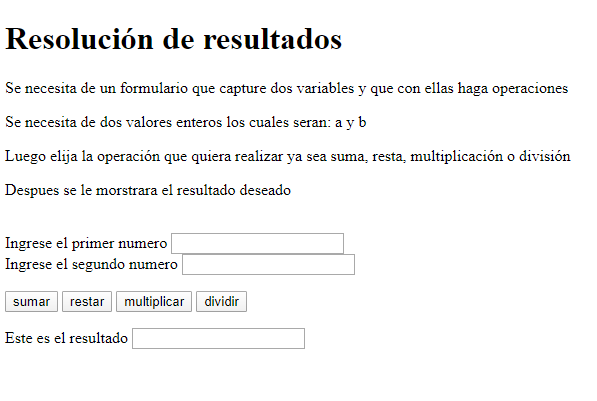 Resolución de resultados
Se necesita de un formulario que capture dos variables y que con ellas haga operaciones
Se necesita de dos valores enteros los cuales seran: a y b
Luego elija la operación que quiera realizar ya sea suma, resta, multiplicación o división
Despues se le morstrara el resultado deseado
Ingrese el primer numero
Ingrese el segundo numero
sumar restar multiplicar dividir
Este es el resultado